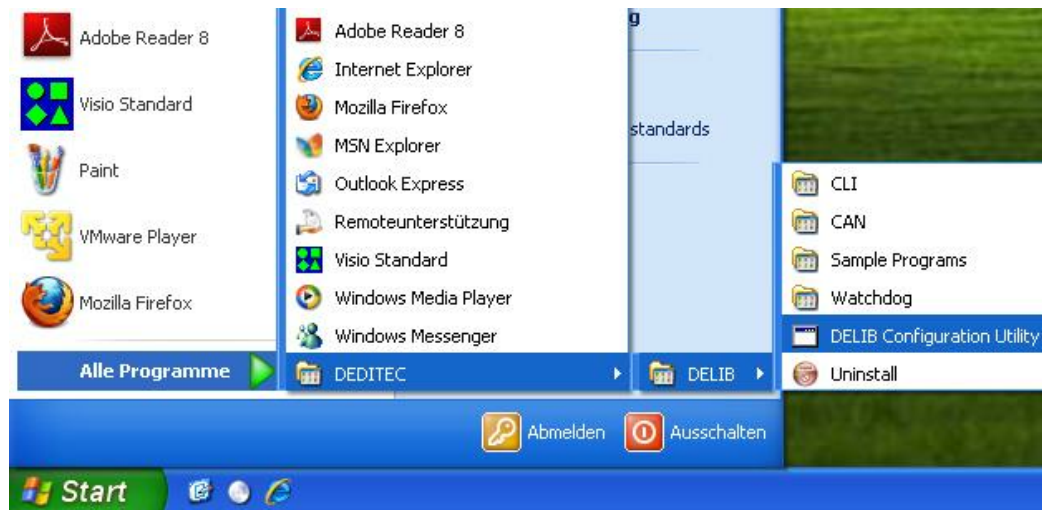 Adobe Reader 8
Visio Standard
Paint
VMware Player
Mozilla Firefox
Alle Programme
Adobe Reader 8
Internet Explorer
Mozilla Firefox
MSN Explorer
Outlook Express
Remoteunterstützung
Visio Standard
Windows Media Player
Windows Messenger
DEDITEC
g
standards
DELIB
CLI
CAN
Sample Programs
Watchdog
DELIB Configuration Utility
Uninstall
Abmelden
Ausschalten
Start